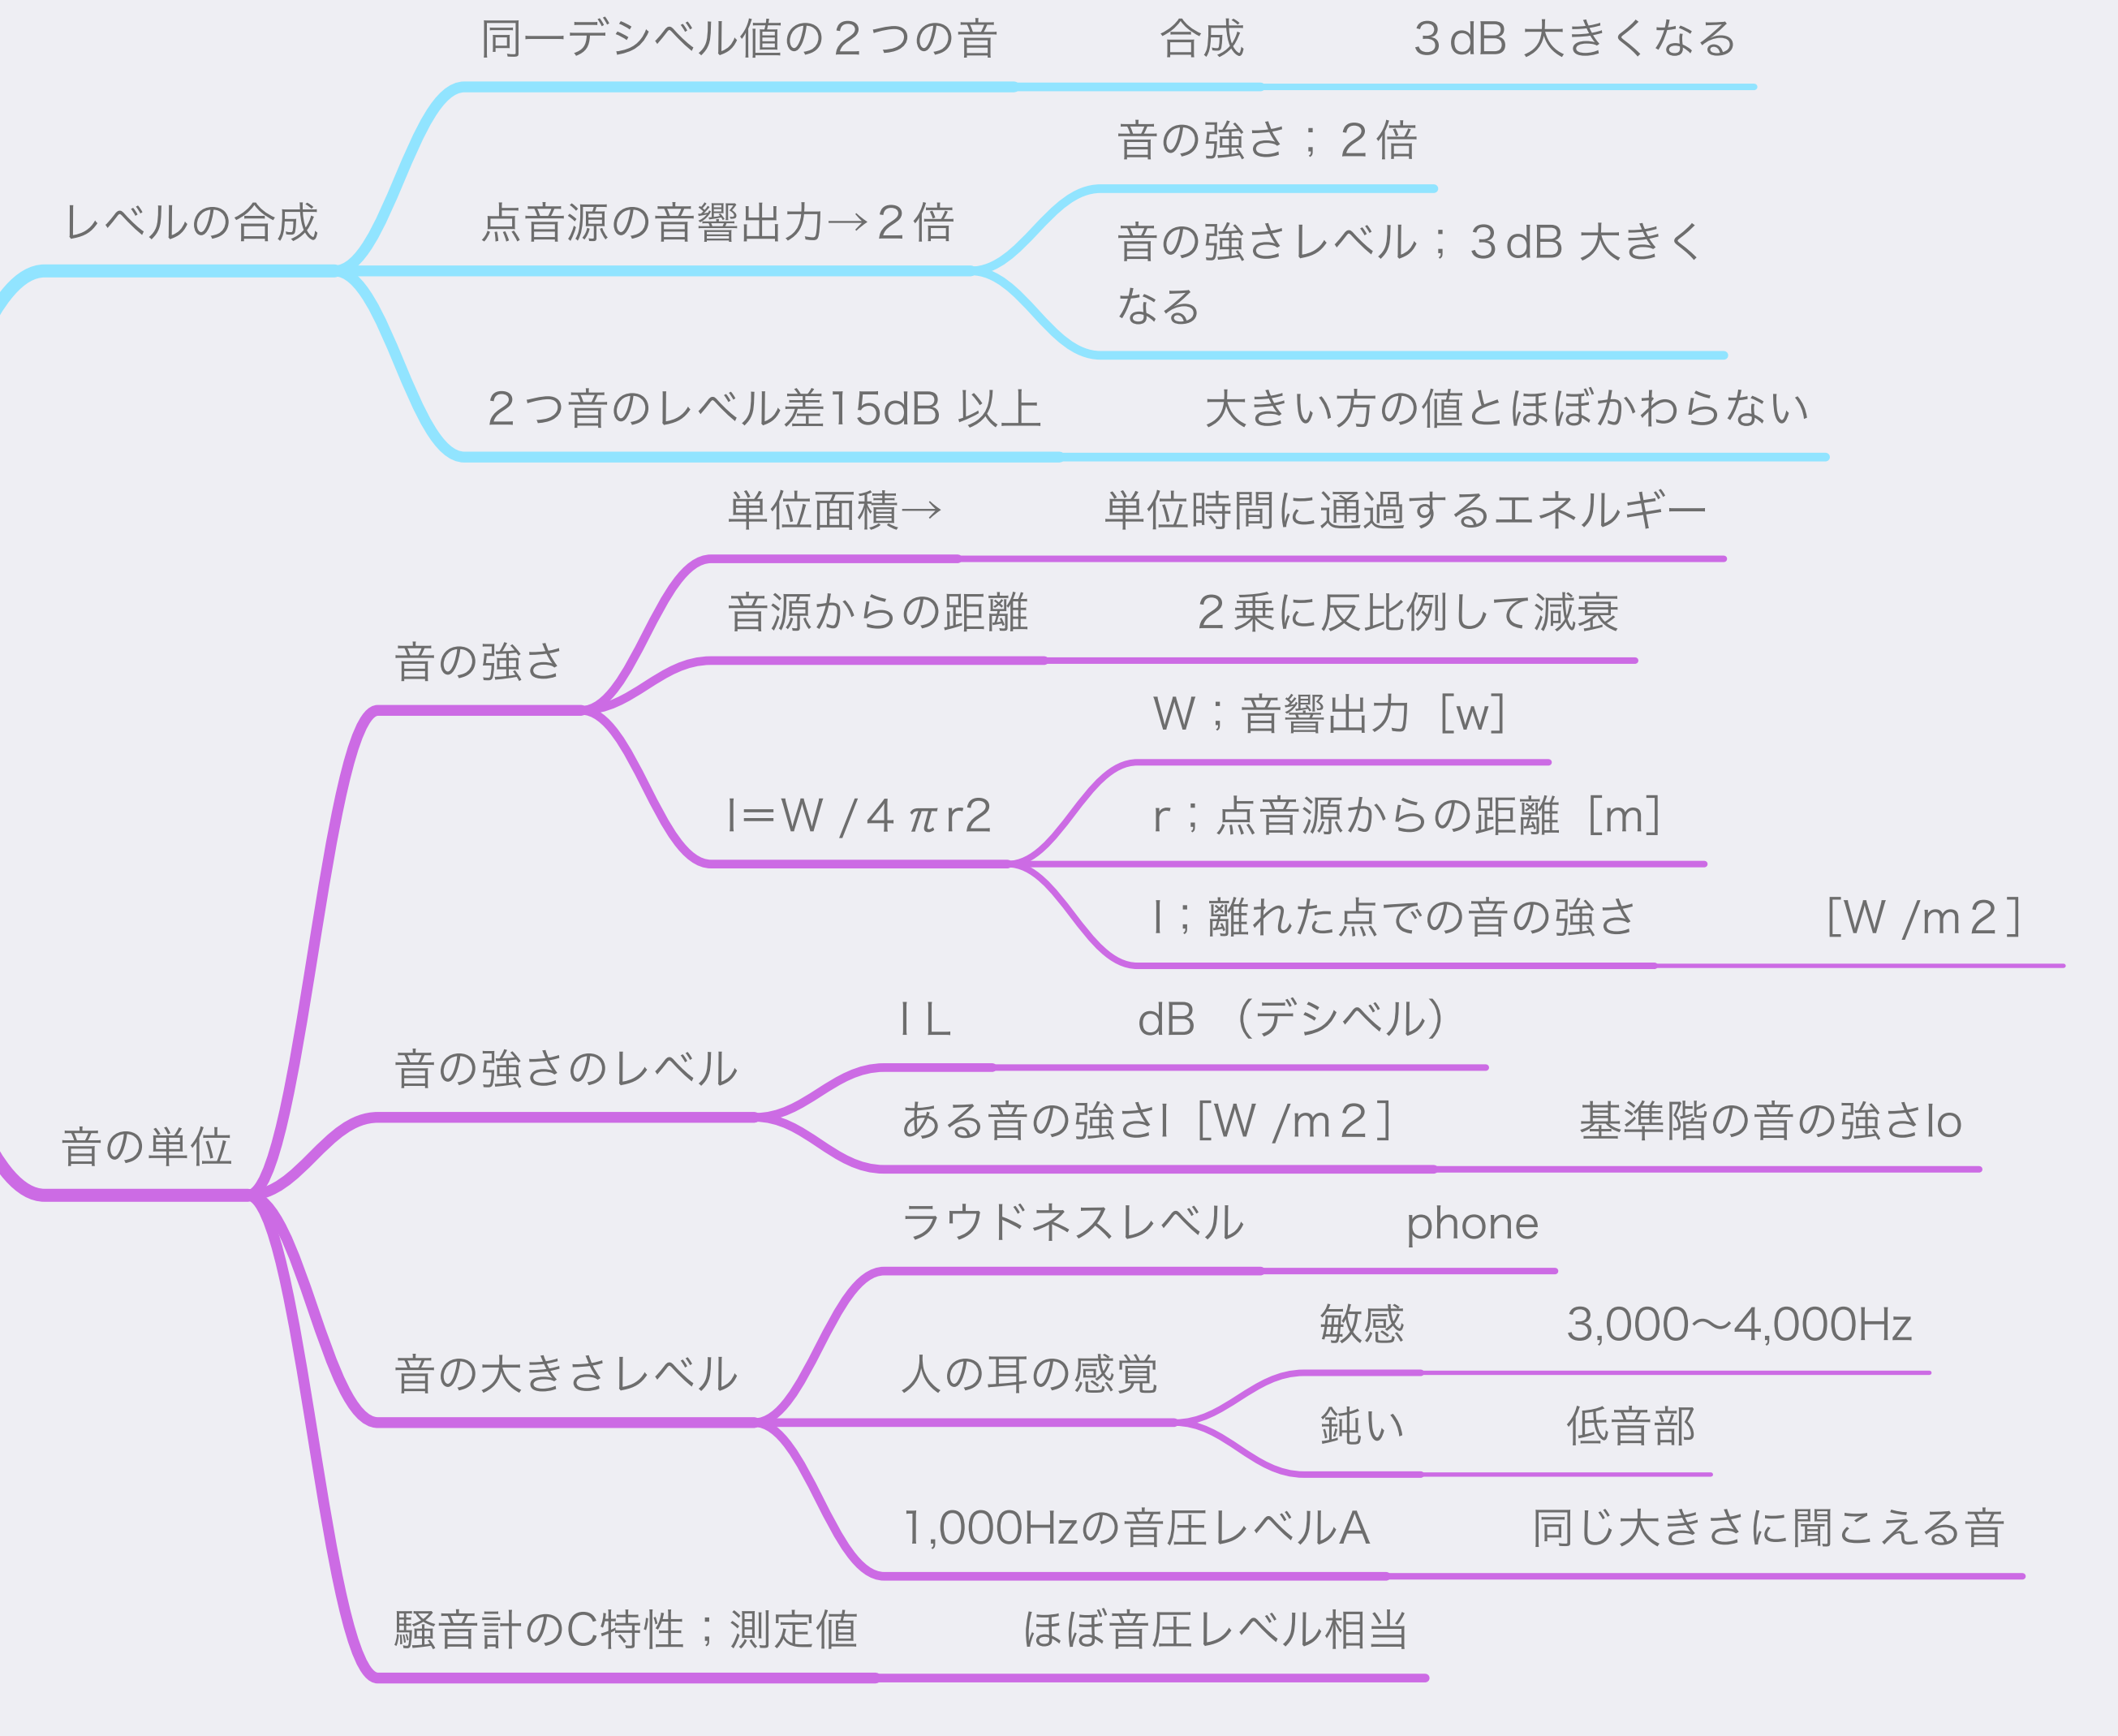 同一デシベル値の２つの音　合成　３dB 大きくなる
音の強さ；２倍
レベルの合成　点音源の音響出力→２倍
音の強さレベル；３dB 大さく
なる
２つ音のレベル差15dB 以上　大きい方の値とほぼかわらない
単位面積→　単位時間に通過するエネルギー
音源からの距離　２乗に反比例して減衰
音の強さ
W；音響出力［w］
I＝W /4 πr2　r；点音源からの距離［m］
I；離れた点での音の強さ　［W /m２］
I L　dB （デシベル）
音の強さのレベル
ある音の強さI［W /m２］　基準階の音の強さIo
音の単位
ラウドネスレベル　phone
敏感　3,000〜4,000Hz
音の大きさレベル　人の耳の感覚
鈍い　低音部
1,000Hzの音圧レベルA　同じ大きさに聞こえる音
騒音計のC特性；測定値　ほぼ音圧レベル相当